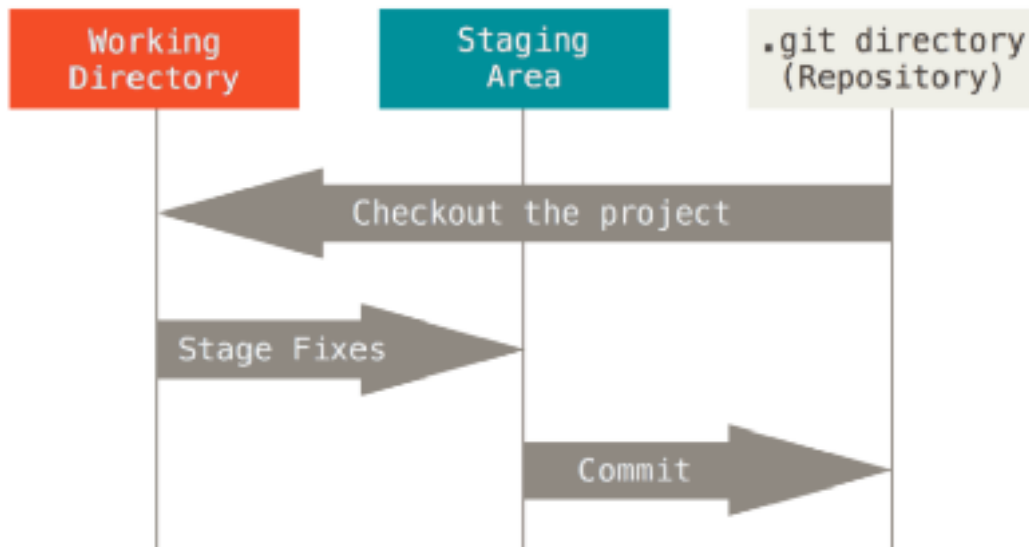 Working
Directory
Staging
Area
.git directory
(Repository)
Checkout the project
Stage Fixes
Commit